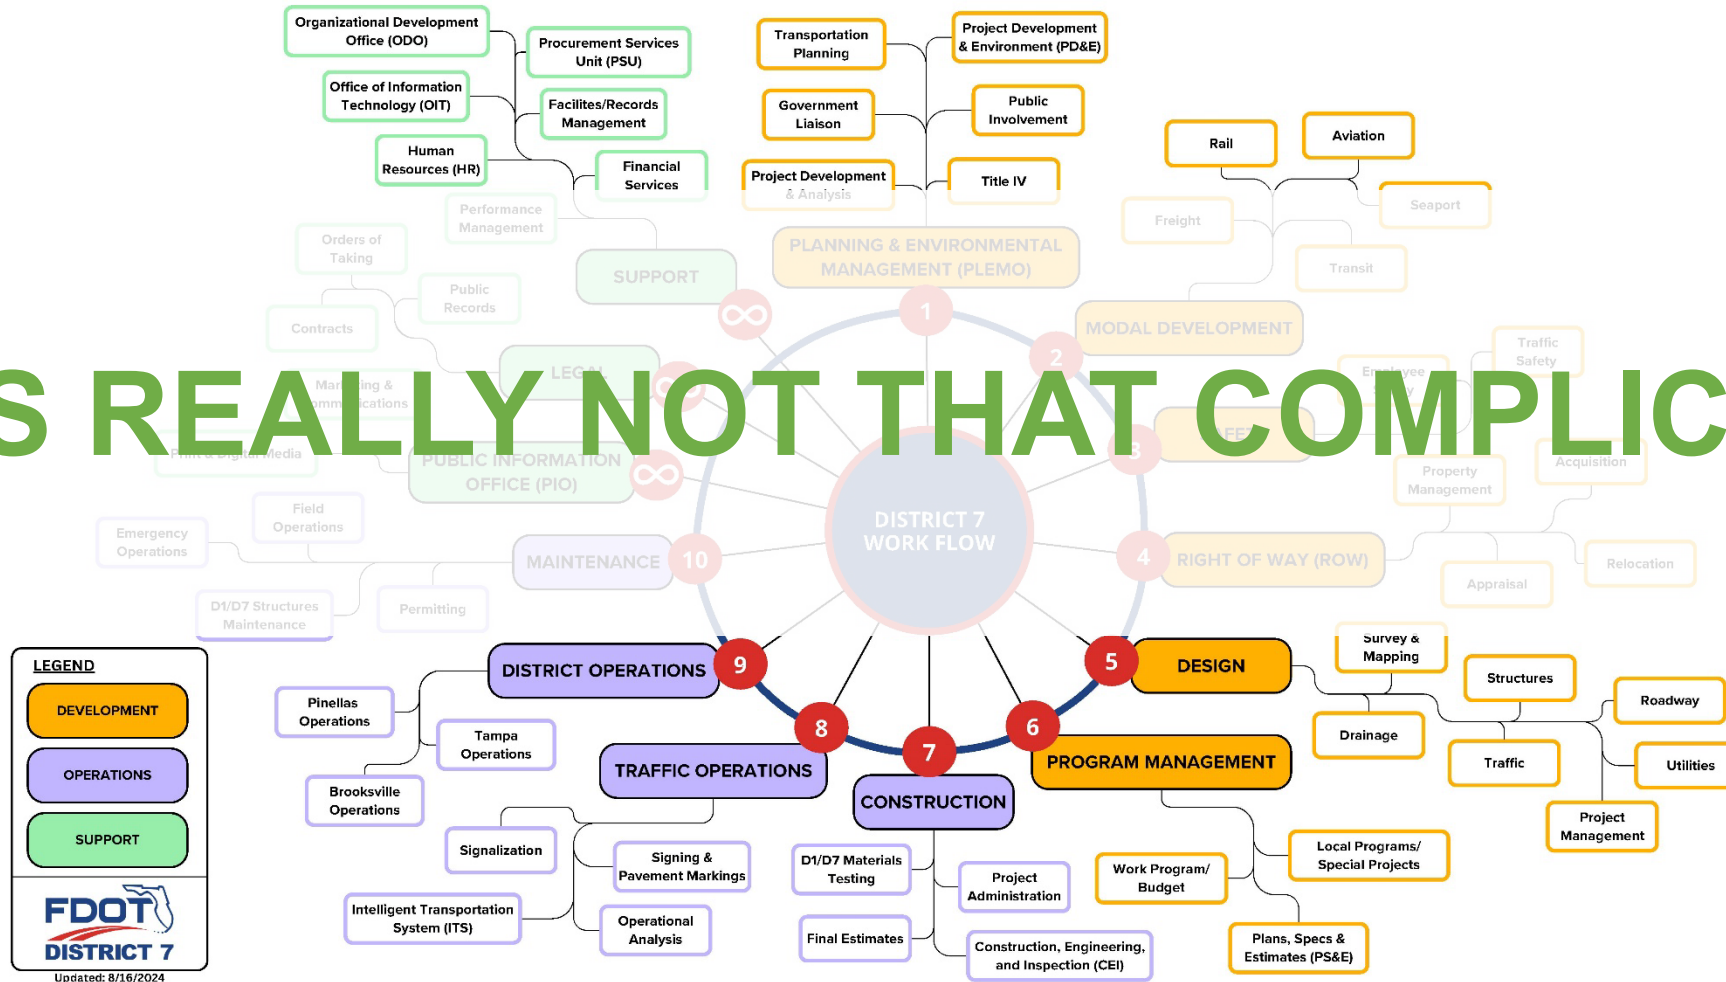 Organizational Development
Office (ODO)
Procurement Services
Unit (PSU)
Office of Information
Technology (OIT)
Facilites/Records
Management
Human
Resources (HR)
Financial
Services
Performance
Management
SUPPORT
Transportation
Planning
Project Development
& Environment (PD&E)
Government
Liaison
Public
Involvement
Project Development
& Analysis
Title IV
PLANNING & ENVIRONMENTAL
MANAGEMENT (PLEMO)
1
Rail
Aviation
Freight
Seaport
Transit
MODAL DEVELOPMENT
2
Orders of
Taking
Public
Records
Contracts
LEGAL
Traffic
Safety
Employee
3
S REALLY NOT THAT COMPLIC
Marketing &
Print & Digital Media
PUBLIC INFORMATION
OFFICE (PIO)
Property
Management
Acquisition
Appraisal
Relocation
RIGHT OF WAY (ROW)
4
DISTRICT 7
WORK FLOW
Emergency
Operations
Field
Operations
D1/D7 Structures
Maintenance
Permitting
MAINTENANCE
10
LEGEND
DEVELOPMENT
OPERATIONS
SUPPORT
FDOT
DISTRICT 7
Updated: 8/16/2024
DISTRICT OPERATIONS
9
Pinellas
Operations
Tampa
Operations
Brooksville
Operations
TRAFFIC OPERATIONS
8
Signalization
Signing &
Pavement Markings
Intelligent Transportation
System (ITS)
Operational
Analysis
7
CONSTRUCTION
D1/D7 Materials
Testing
Project
Administration
Final Estimates
Construction, Engineering,
and Inspection (CEI)
6
PROGRAM MANAGEMENT
Local Programs/
Special Projects
Work Program/
Budget
Plans, Specs &
Estimates (PS&E)
5
DESIGN
Survey &
Mapping
Structures
Roadway
Drainage
Traffic
Utilities
Project
Management